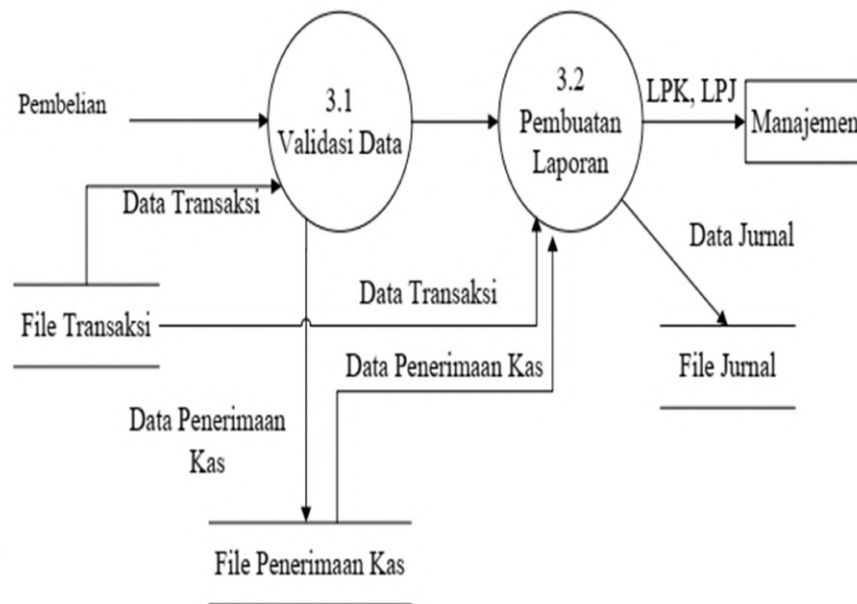 Pembelian
3.1
Validasi Data
3.2
Pembuatan
Laporan
LPK, LPJ
Manajemen
Data Transaksi
Data Jurnal
File Transaksi
Data Transaksi
File Jurnal
Data Penerimaan Kas
Data Penerimaan
Kas
File Penerimaan Kas